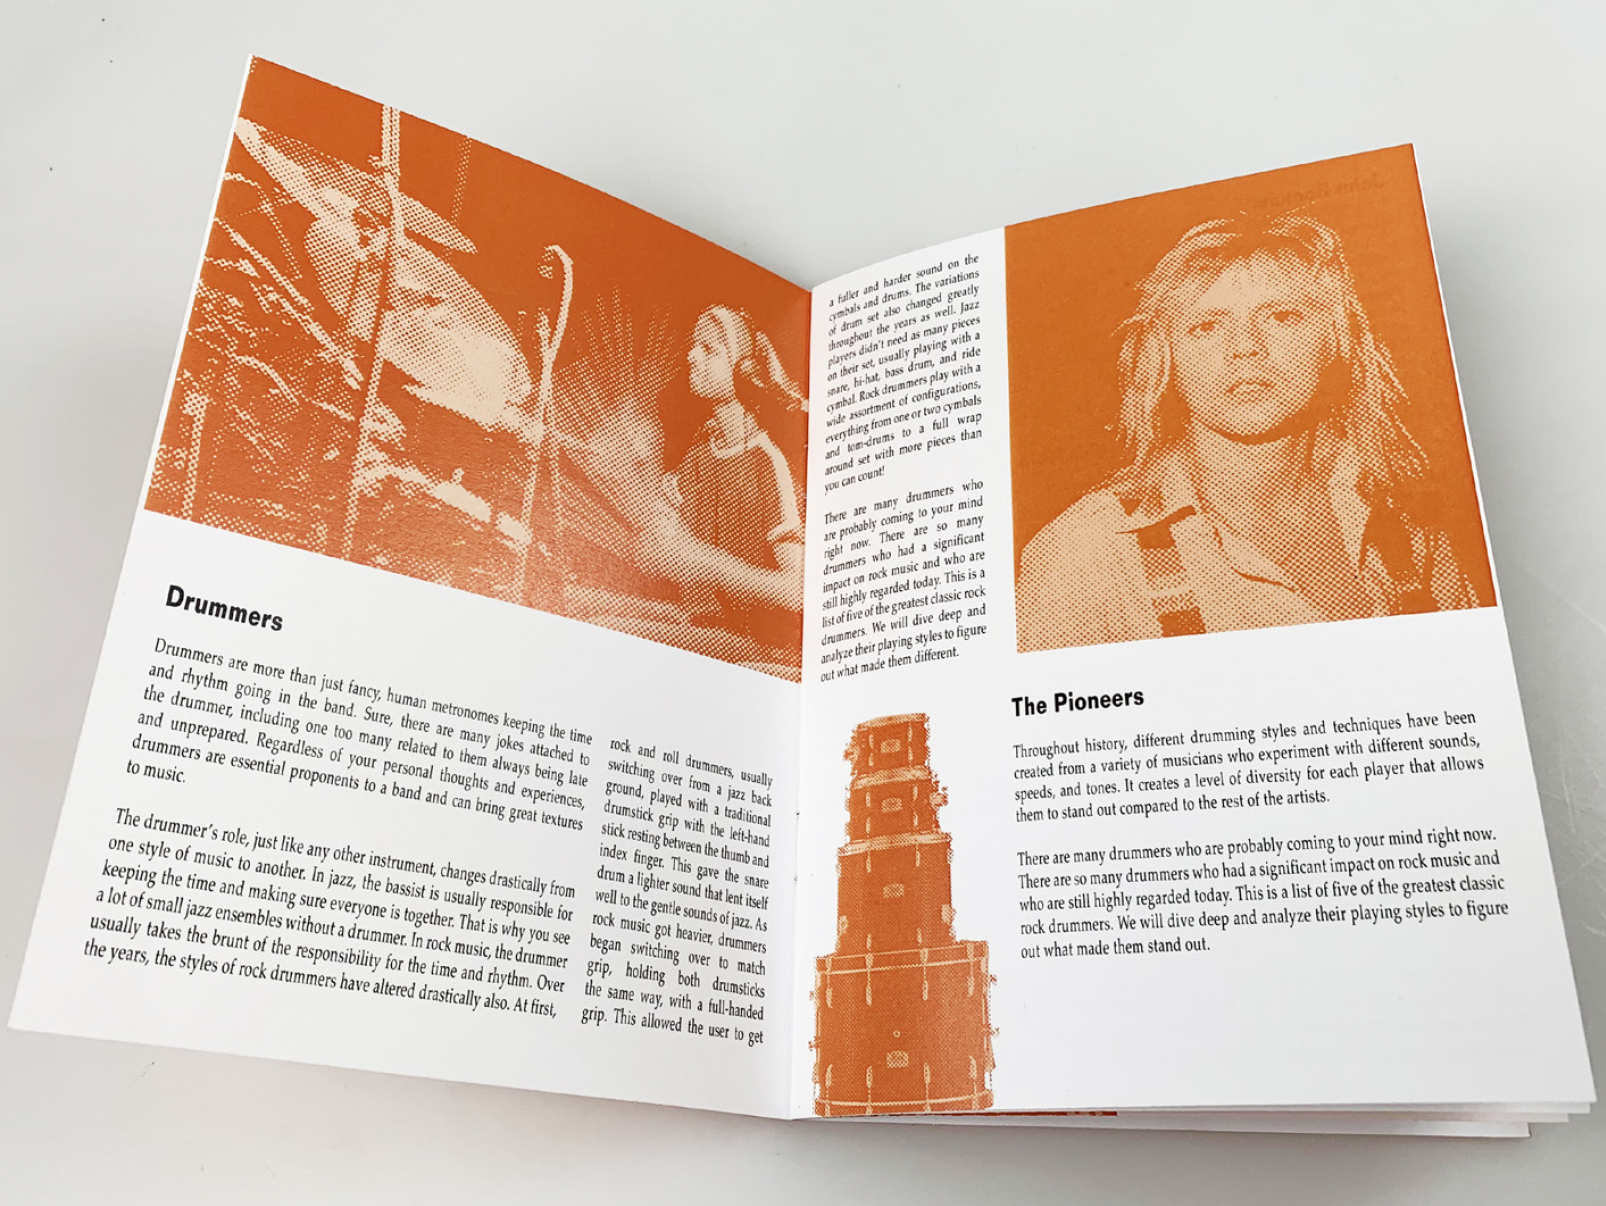 Drummers
Drummers are more than just fancy, human metronomes keeping the time
and rhythm going in the band. Sure, there are many jokes attached to
the drummer, including one too many related to them always being late
and unprepared. Regardless of your personal thoughts and experiences,
drummers are essential proponents to a band and can bring great textures
to music.
The drummer's role, just like any other instrument, changes drastically from
one style of music to another. In jazz, the bassist is usually responsible for
keeping the time and making sure everyone is together. That is why you see
a lot of small jazz ensembles without a drummer. In rock music, the drummer
usually takes the brunt of the responsibility for the time and rhythm. Over
the years, the styles of rock drummers have altered drastically also. At first,
rock and roll drummers, usually
switching over from a jazz back
ground, played with a traditional
drumstick grip with the left-hand
stick resting between the thumb and
index finger. This gave the snare
drum a lighter sound that lent itself
well to the gentle sounds of jazz. As
rock music got heavier, drummers
began switching over to match
grip, holding both drumsticks
the same way, with a full-handed
grip. This allowed the user to get
a fuller and harder sound on the
cymbals and drums. The variations
of drum set also changed greatly
throughout the years as well. Jazz
players didn't need as many pieces
on their set, usually playing with a
snare, hi-hat, bass drum, and ride
cymbal. Rock drummers play with a
wide assortment of configurations,
everything from one or two cymbals
and tom-drums to a full wrap
around set with more pieces than
you can count!
There are many drummers who
are probably coming to your mind
right now. There are so many
drummers who had a significant
impact on rock music and who are
still highly regarded today. This is a
list of five of the greatest classic rock
drummers. We will dive deep and
analyze their playing styles to figure
out what made them different.
The Pioneers
Throughout history, different drumming styles and techniques have been
created from a variety of musicians who experiment with different sounds,
speeds, and tones. It creates a level of diversity for each player that allows
them to stand out compared to the rest of the artists.
There are many drummers who are probably coming to your mind right now.
There are so many drummers who had a significant impact on rock music and
who are still highly regarded today. This is a list of five of the greatest classic
rock drummers. We will dive deep and analyze their playing styles to figure
out what made them stand out.